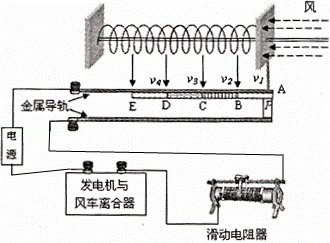 风
v₄ v₃ v₂ v₁
A
E D C B P
金属导轨
电源
发电机与
风车离合器
滑动电阻器